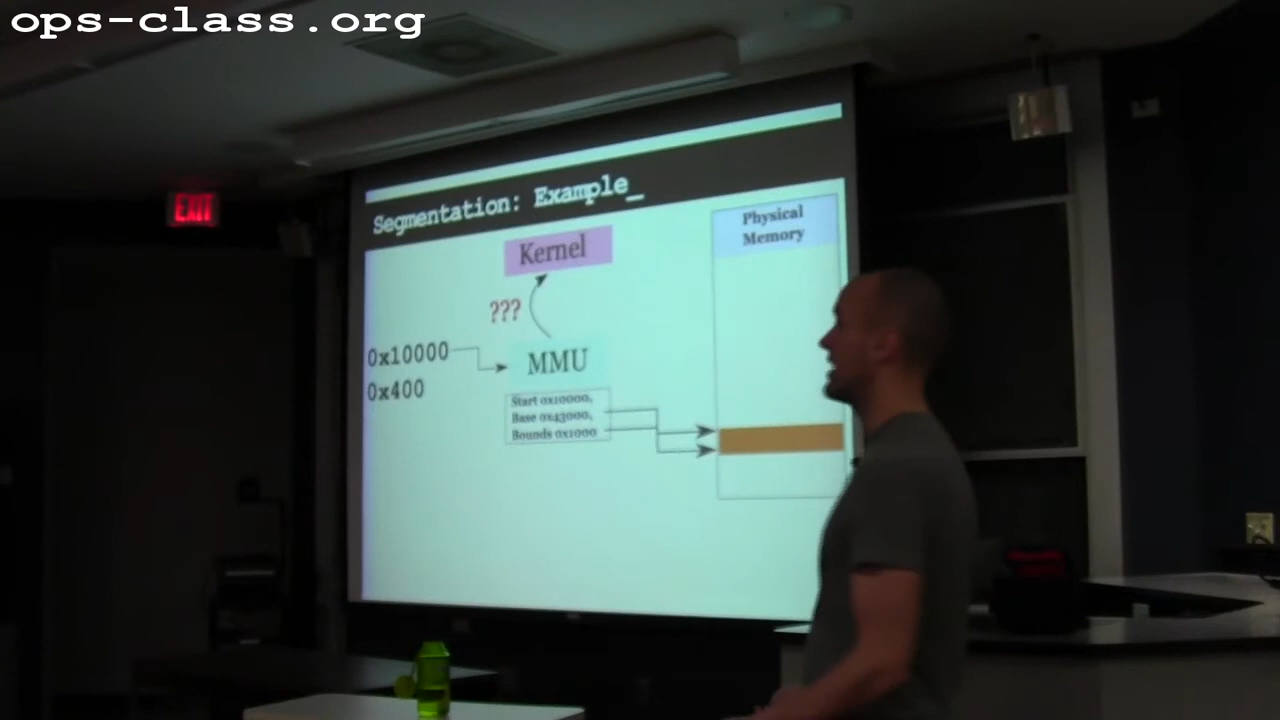 ops-class.org
EXIT
Segmentation: Example_
Kernel
Physical
Memory
???
0x10000
MMU
0x400
Start 0x10000,
Base 0x43000,
Bounds 0x1000